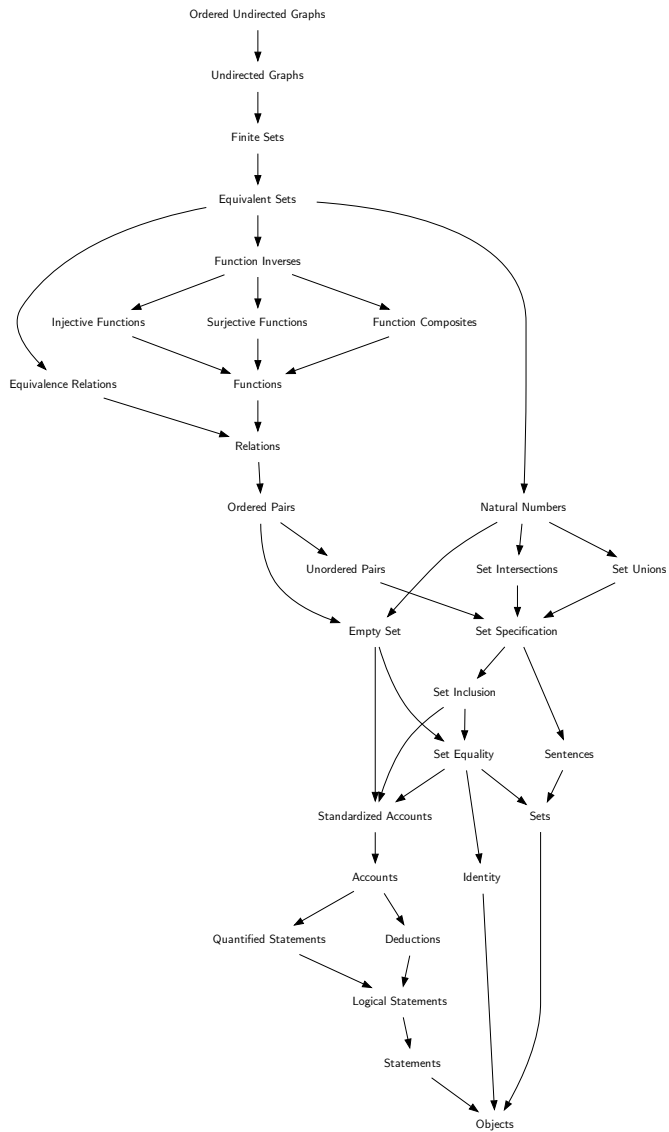 Ordered Undirected Graphs
Undirected Graphs
Finite Sets
Equivalent Sets
Function Inverses
Injective Functions
Surjective Functions
Function Composites
Equivalence Relations
Functions
Relations
Ordered Pairs
Natural Numbers
Unordered Pairs
Set Intersections
Set Unions
Empty Set
Set Specification
Set Inclusion
Set Equality
Sentences
Standardized Accounts
Sets
Accounts
Identity
Quantified Statements
Deductions
Logical Statements
Statements
Objects